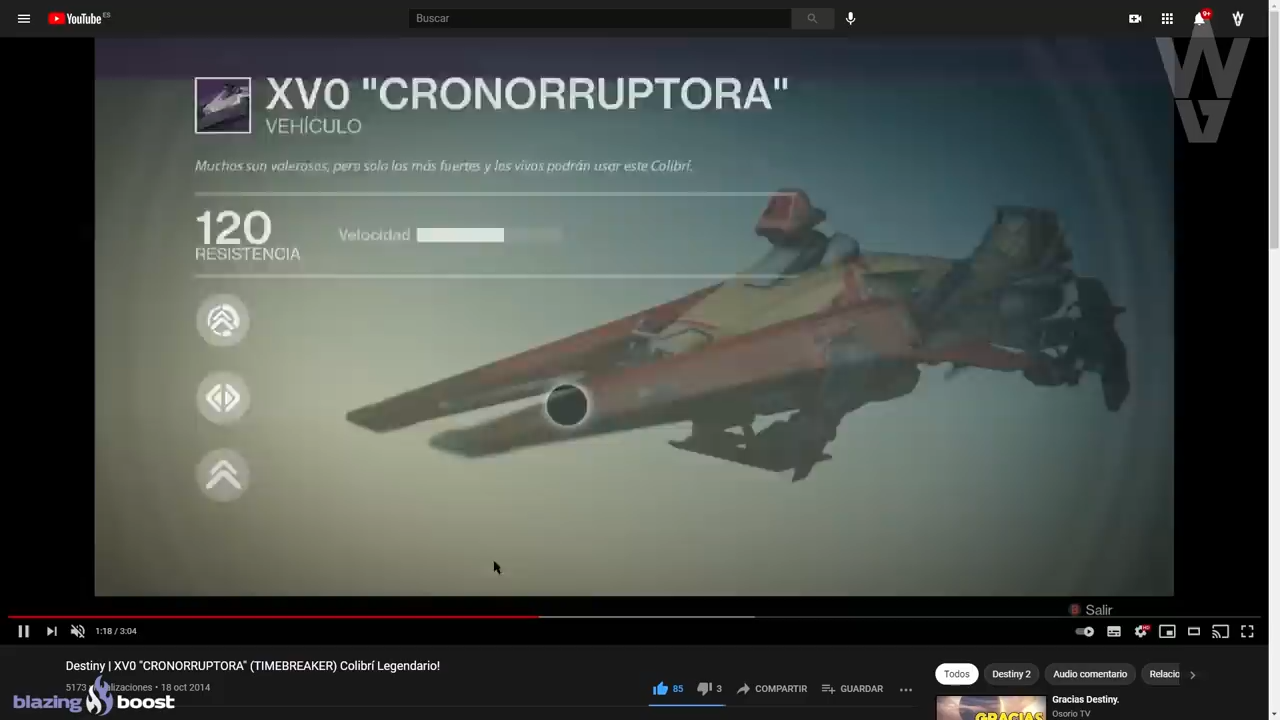 YouTube ES
Buscar
9+
XV0 "CRONORRUPTORA"
VEHÍCULO
Muchos son valerosos, pero solo los más fuertes y los vivos podrán usar este Colibrí.
120
RESISTENCIA
Velocidad
B Salir
1:18 / 3:04
Destiny | XV0 "CRONORRUPTORA" (TIMEBREAKER) Colibrí Legendario!
5173 • 18 oct 2014
85
3
COMPARTIR
GUARDAR
Todos
Destiny 2
Audio comentario
Relacio
Gracias Destiny.
Osorio TV
GRACIAS
blazing boost